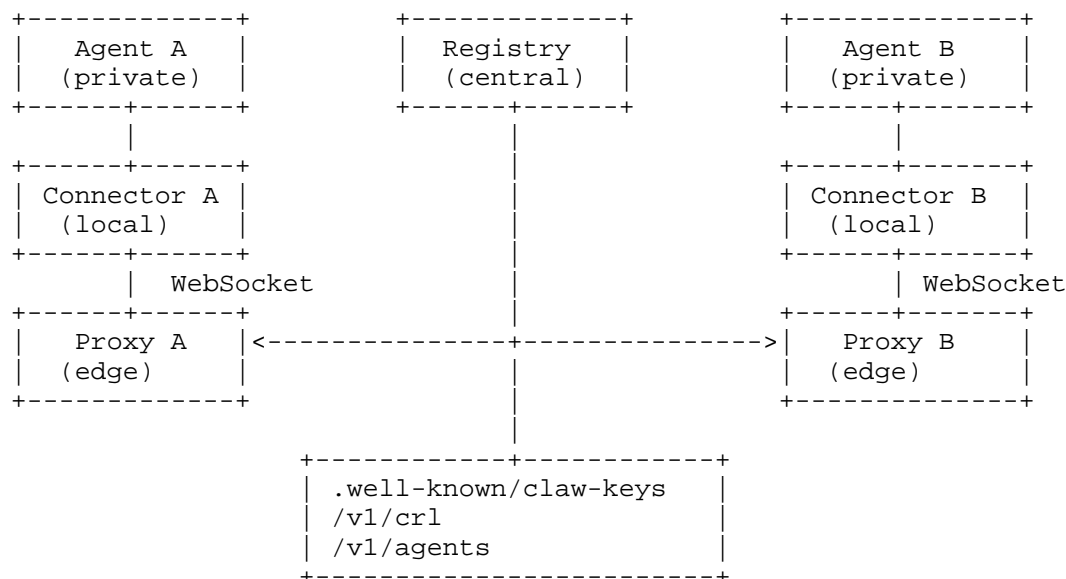 Agent A
(private)
Registry
(central)
Agent B
(private)
Connector A
(local)
Connector B
(local)
WebSocket
WebSocket
Proxy A
(edge)
Proxy B
(edge)
.well-known/claw-keys
/v1/crl
/v1/agents